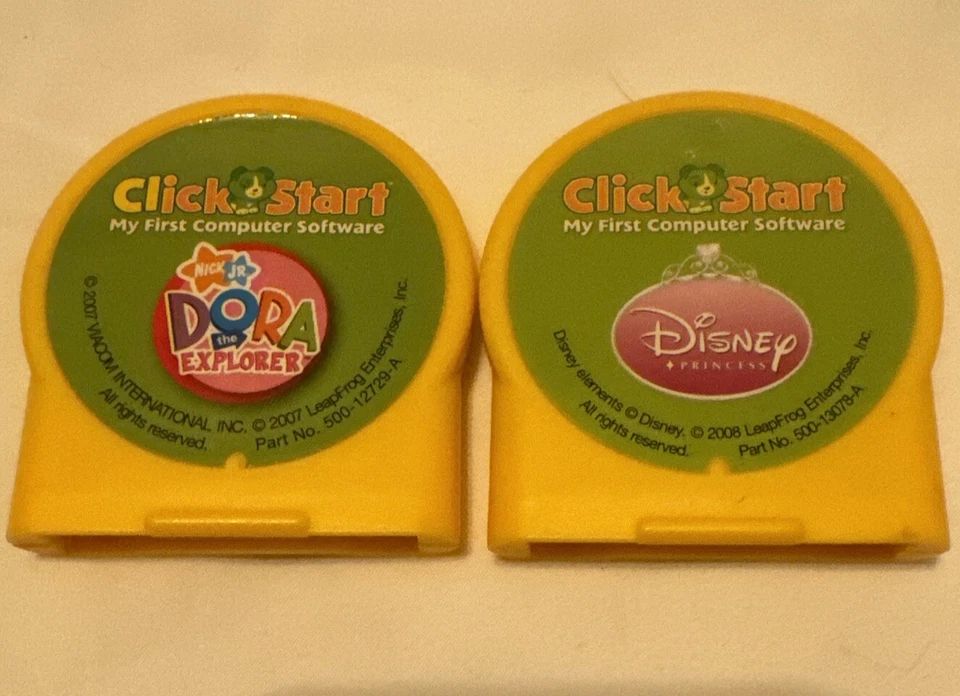 Click Start
My First Computer Software
NICK JR
DORA
the
EXPLORER
© 2007 VIACOM INTERNATIONAL INC. © 2007 LeapFrog Enterprises, Inc.
All rights reserved. Part No. 500-12729-A
Click Start
My First Computer Software
Disney
PRINCESS
Disney elements © Disney. © 2008 LeapFrog Enterprises, Inc.
All rights reserved. Part No. 500-13078-A